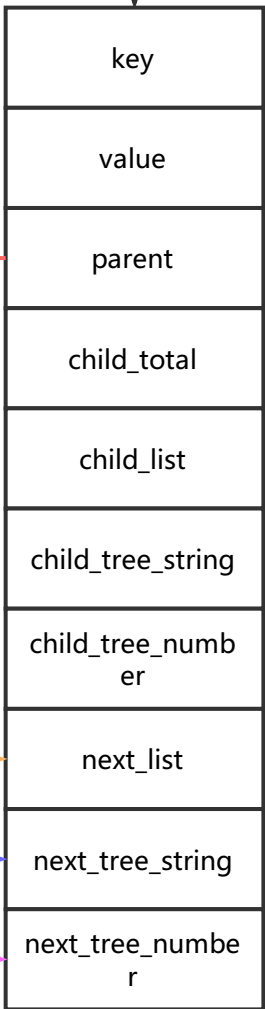 key
value
parent
child_total
child_list
child_tree_string
child_tree_numb
er
next_list
next_tree_string
next_tree_numbe
r